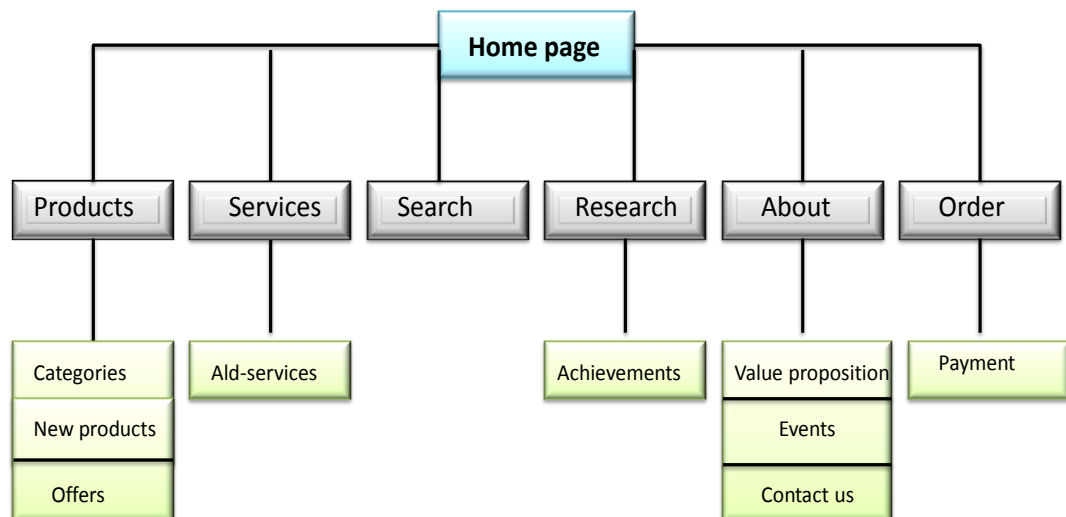 Home page
Products
Services
Search
Research
About
Order
Categories
Ald-services
Achievements
Value proposition
Payment
New products
Events
Offers
Contact us